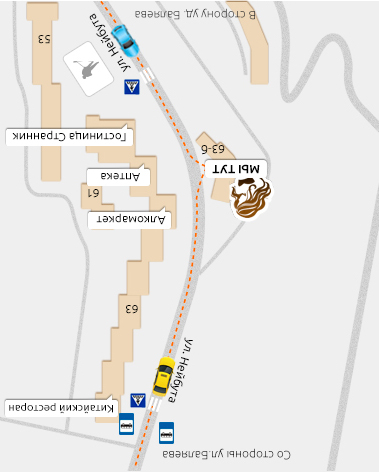 Со стороны ул.Баляева
Китайский ресторан
ул. Нейбута
63
Алкомаркет
61
МЫ ТУТ
Аптека
63-б
Гостиница Странник
53
ул. Нейбута
В сторону уд. Баляева